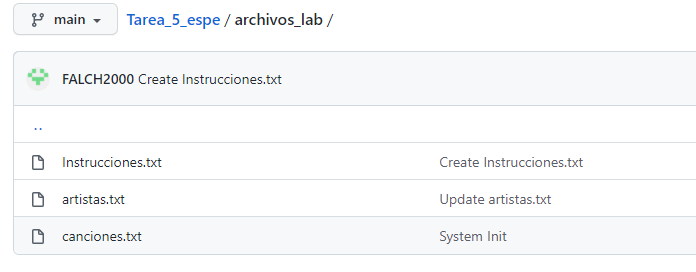 main Tarea_5_espe / archivos_lab /
FALCH2000 Create Instrucciones.txt
..
Instrucciones.txt Create Instrucciones.txt
artistas.txt Update artistas.txt
canciones.txt System Init